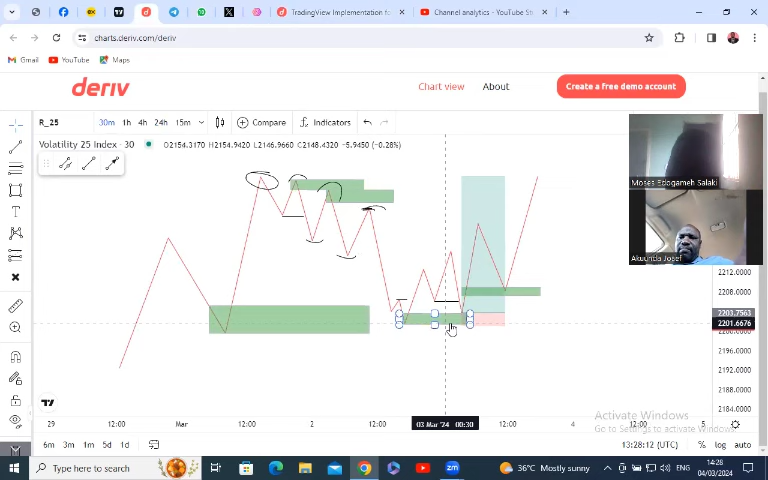 TradingView Implementation fo
Channel analytics - YouTube St
charts.deriv.com/deriv
Gmail
YouTube
Maps
deriv
Chart view
About
Create a free demo account
R_25
30m
1h
4h
24h
15m
Compare
Indicators
Volatility 25 Index · 30
O2154.3170 H2154.9420 L2146.9660 C2148.4320 -5.9450 (-0.28%)
Moses Edogameh Salaki
Akuunda Josef
2212.0000
2208.0000
2203.7563
2201.6676
2196.0000
2192.0000
2188.0000
2184.0000
29
12:00
Mar
12:00
2
12:00
03 Mar '24 00:30
12:00
4
12:00
5
Activate Windows
Go to Settings to activate Windows.
6m
3m
1m
5d
1d
13:28:12 (UTC)
%
log
auto
Type here to search
36°C Mostly sunny
ENG
14:28
04/03/2024